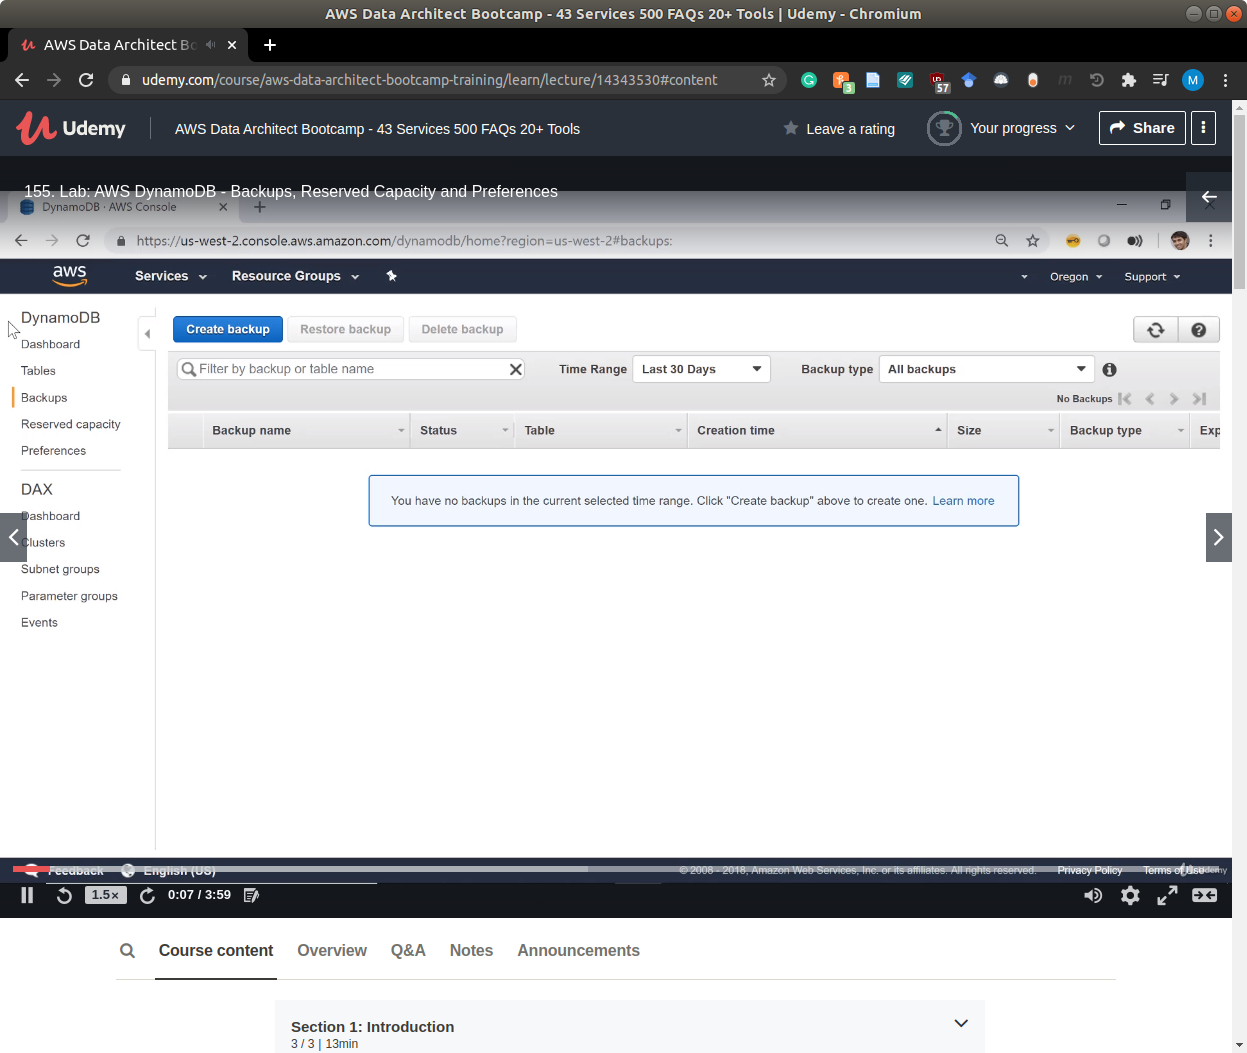 AWS Data Architect Bootcamp - 43 Services 500 FAQs 20+ Tools | Udemy - Chromium
AWS Data Architect Bc
udemy.com/course/aws-data-architect-bootcamp-training/learn/lecture/14343530#content
3
57
M
Udemy
AWS Data Architect Bootcamp - 43 Services 500 FAQs 20+ Tools
Leave a rating
Your progress
Share
155. Lab: AWS DynamoDB - Backups, Reserved Capacity and Preferences
DynamoDB · AWS Console
https://us-west-2.console.aws.amazon.com/dynamodb/home?region=us-west-2#backups:
aws
Services
Resource Groups
Oregon
Support
DynamoDB
Dashboard
Tables
Backups
Reserved capacity
Preferences
DAX
Dashboard
Clusters
Subnet groups
Parameter groups
Events
Create backup
Restore backup
Delete backup
Filter by backup or table name
Time Range
Last 30 Days
Backup type
All backups
No Backups
Backup name
Status
Table
Creation time
Size
Backup type
Exp
You have no backups in the current selected time range. Click "Create backup" above to create one. Learn more
Feedback
English (US)
© 2008 - 2018, Amazon Web Services, Inc. or its affiliates. All rights reserved.
Privacy Policy
Terms of Use
1.5×
0:07 / 3:59
Course content
Overview
Q&A
Notes
Announcements
Section 1: Introduction
3 / 3 | 13min